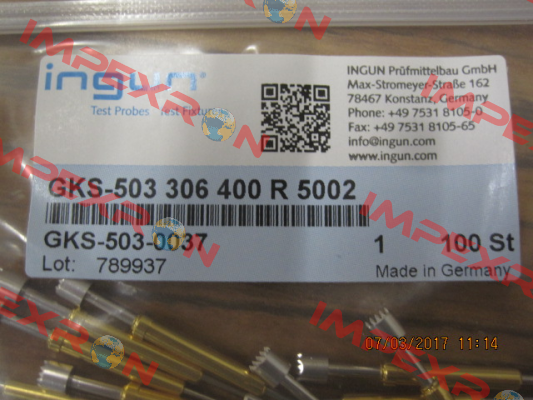 ingun®
Test Probes · Test Fixtures
INGUN Prüfmittelbau GmbH
Max-Stromeyer-Straße 162
78467 Konstanz, Germany
Phone: +49 7531 8105-0
Fax: +49 7531 8105-65
info@ingun.com
www.ingun.com
GKS-503 306 400 R 5002
GKS-503-0037 1 100 St
Lot: 789937 Made in Germany
07/03/2017 11:14
IMPEXRON
IMPEXRON
IMPEXRON
IMPEXRON